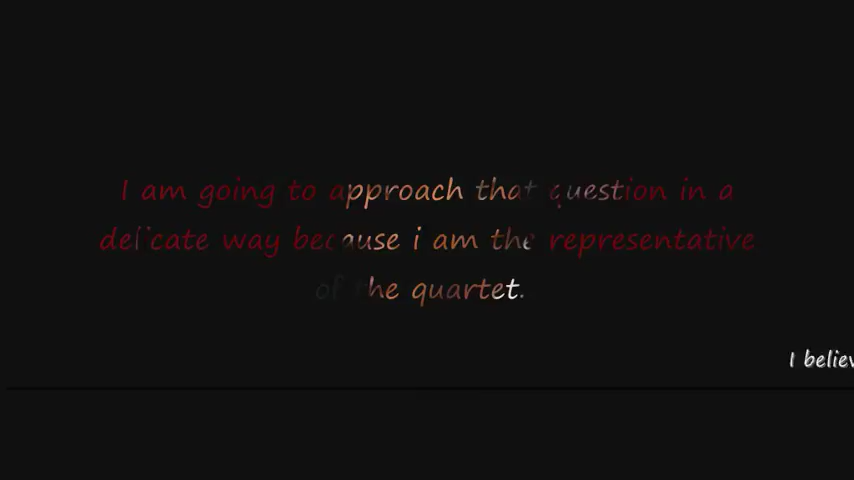 I am going to approach that question in a
delicate way because i am the representative
of the quartet.
I believ